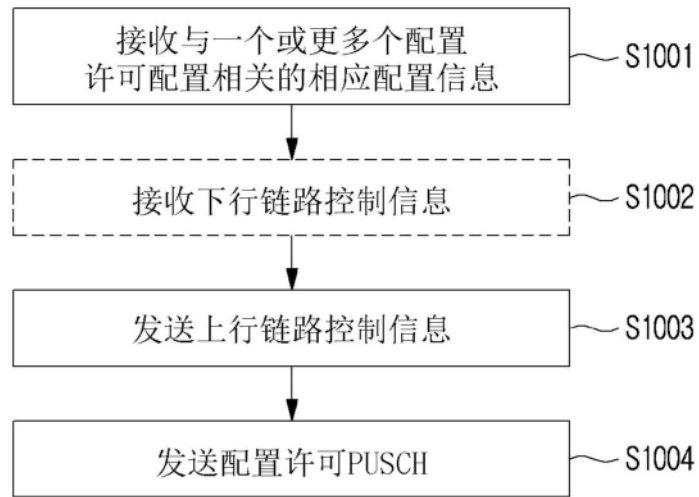 接收与一个或更多个配置
许可配置相关的相应配置信息
S1001
接收下行链路控制信息
S1002
发送上行链路控制信息
S1003
发送配置许可PUSCH
S1004